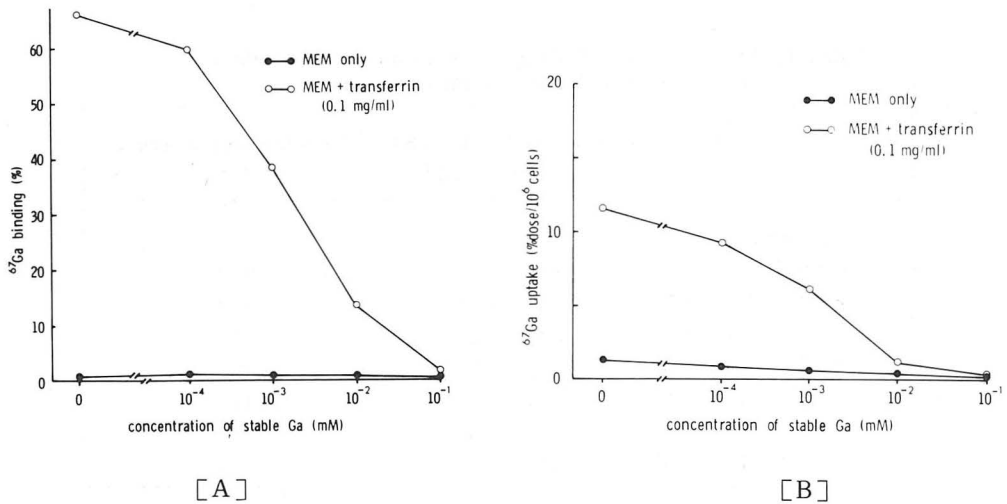 ⁶⁷Ga binding (%)
60
50
40
30
20
10
0
MEM only
MEM + transferrin
(0.1 mg/ml)
0
10⁻⁴
10⁻³
10⁻²
10⁻¹
concentration of stable Ga (mM)
[A]
⁶⁷Ga uptake (%dose/10⁶ cells)
20
10
0
MEM only
MEM + transferrin
(0.1 mg/ml)
0
10⁻⁴
10⁻³
10⁻²
10⁻¹
concentration of stable Ga (mM)
[B]